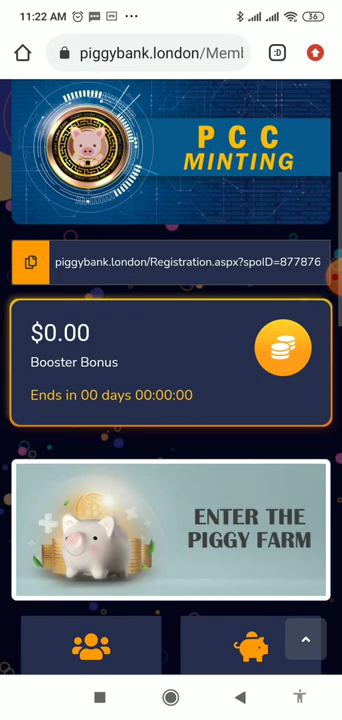 11:22 AM
36
piggybank.london/Meml
:D
PCC
MINTING
piggybank.london/Registration.aspx?spoID=877876
$0.00
Booster Bonus
Ends in 00 days 00:00:00
ENTER THE
PIGGY FARM